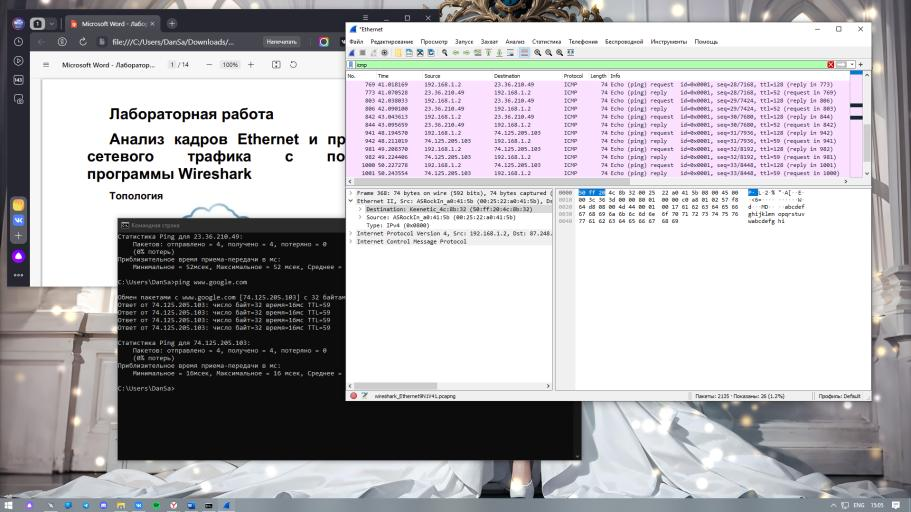 1
Microsoft Word - Лабор
file:///C:/Users/DanSa/Downloads/...
Напечатать
Microsoft Word - Лаборатор...
1 / 14
100%
Лабораторная работа
Анализ кадров Ethernet и пр
сетевого трафика с по
программы Wireshark
Топология
Командная строка
Статистика Ping для 23.36.210.49:
Пакетов: отправлено = 4, получено = 4, потеряно = 0
(0% потерь)
Приблизительное время приема-передачи в мс:
Минимальное = 52мсек, Максимальное = 52 мсек, Среднее =
C:\Users\DanSa>ping www.google.com
Обмен пакетами с www.google.com [74.125.205.103] с 32 байтам
Ответ от 74.125.205.103: число байт=32 время=16мс TTL=59
Ответ от 74.125.205.103: число байт=32 время=16мс TTL=59
Ответ от 74.125.205.103: число байт=32 время=16мс TTL=59
Ответ от 74.125.205.103: число байт=32 время=16мс TTL=59
Статистика Ping для 74.125.205.103:
Пакетов: отправлено = 4, получено = 4, потеряно = 0
(0% потерь)
Приблизительное время приема-передачи в мс:
Минимальное = 16мсек, Максимальное = 16 мсек, Среднее =
C:\Users\DanSa>
*Ethernet
Файл Редактирование Просмотр Запуск Захват Анализ Статистика Телефония Беспроводной Инструменты Помощь
icmp
No. Time Source Destination Protocol Length Info
769 41.018169 192.168.1.2 23.36.210.49 ICMP 74 Echo (ping) request id=0x0001, seq=28/7168, ttl=128 (reply in 773)
773 41.070528 23.36.210.49 192.168.1.2 ICMP 74 Echo (ping) reply id=0x0001, seq=28/7168, ttl=52 (request in 769)
803 42.038033 192.168.1.2 23.36.210.49 ICMP 74 Echo (ping) request id=0x0001, seq=29/7424, ttl=128 (reply in 806)
806 42.090100 23.36.210.49 192.168.1.2 ICMP 74 Echo (ping) reply id=0x0001, seq=29/7424, ttl=52 (request in 803)
842 43.043613 192.168.1.2 23.36.210.49 ICMP 74 Echo (ping) request id=0x0001, seq=30/7680, ttl=128 (reply in 844)
844 43.095659 23.36.210.49 192.168.1.2 ICMP 74 Echo (ping) reply id=0x0001, seq=30/7680, ttl=52 (request in 842)
941 48.194570 192.168.1.2 74.125.205.103 ICMP 74 Echo (ping) request id=0x0001, seq=31/7936, ttl=128 (reply in 942)
942 48.211019 74.125.205.103 192.168.1.2 ICMP 74 Echo (ping) reply id=0x0001, seq=31/7936, ttl=59 (request in 941)
981 49.208370 192.168.1.2 74.125.205.103 ICMP 74 Echo (ping) request id=0x0001, seq=32/8192, ttl=128 (reply in 982)
982 49.224406 74.125.205.103 192.168.1.2 ICMP 74 Echo (ping) reply id=0x0001, seq=32/8192, ttl=59 (request in 981)
1000 50.227278 192.168.1.2 74.125.205.103 ICMP 74 Echo (ping) request id=0x0001, seq=33/8448, ttl=128 (reply in 1001)
1001 50.243595 74.125.205.103 192.168.1.2 ICMP 74 Echo (ping) reply id=0x0001, seq=33/8448, ttl=59 (request in 1000)
Frame 368: 74 bytes on wire (592 bits), 74 bytes captured (
Ethernet II, Src: ASRockIn_a0:41:5b (00:25:22:a0:41:5b), Ds
Destination: Keenetic_4c:8b:32 (50:ff:20:4c:8b:32)
Source: ASRockIn_a0:41:5b (00:25:22:a0:41:5b)
Type: IPv4 (0x0800)
Internet Protocol Version 4, Src: 192.168.1.2, Dst: 87.248.
Internet Control Message Protocol
0000 50 ff 20 4c 8b 32 00 25 22 a0 41 5b 08 00 45 00
0010 00 3c 36 3d 00 00 80 01 00 00 c0 a8 01 02 57 f8
0020 64 d8 08 00 4d 44 00 01 00 17 61 62 63 64 65 66
0030 67 68 69 6a 6b 6c 6d 6e 6f 70 71 72 73 74 75 76
0040 77 61 62 63 64 65 66 67 68 69
ghijklmn opqrstuv
wabcdefg hi
wireshark_EthernetI9N1V41.pcapng
Пакеты: 2135 · Показаны: 26 (1.2%)
Профиль: Default
ENG 15:05